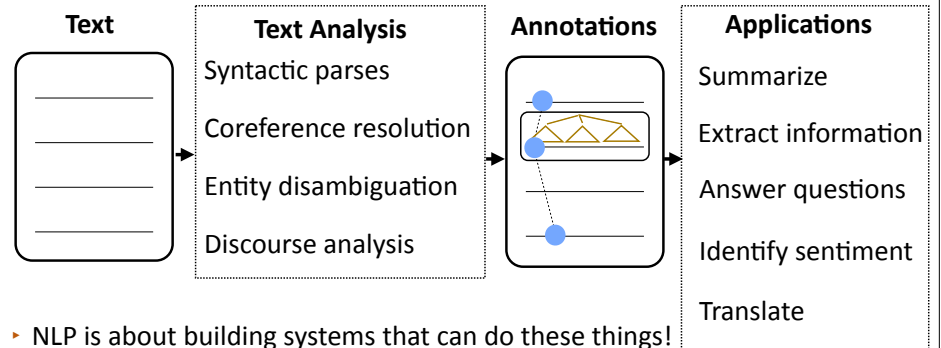 Text
Text Analysis
Syntactic parses
Coreference resolution
Entity disambiguation
Discourse analysis
Annotations
Applications
Summarize
Extract information
Answer questions
Identify sentiment
Translate
‣ NLP is about building systems that can do these things!